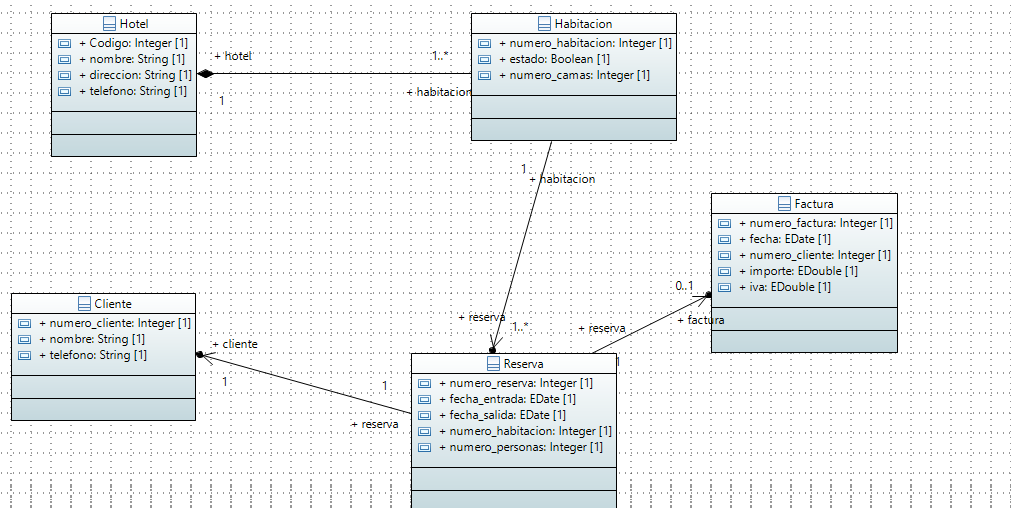 Hotel
+ Codigo: Integer [1]
+ nombre: String [1]
+ direccion: String [1]
+ telefono: String [1]
+ hotel
1
1..*
+ habitacion
Habitacion
+ numero_habitacion: Integer [1]
+ estado: Boolean [1]
+ numero_camas: Integer [1]
1
+ habitacion
+ reserva
1..*
Factura
+ numero_factura: Integer [1]
+ fecha: EDate [1]
+ numero_cliente: Integer [1]
+ importe: EDouble [1]
+ iva: EDouble [1]
0..1
+ factura
+ reserva
1
Cliente
+ numero_cliente: Integer [1]
+ nombre: String [1]
+ telefono: String [1]
+ cliente
1
1
+ reserva
Reserva
+ numero_reserva: Integer [1]
+ fecha_entrada: EDate [1]
+ fecha_salida: EDate [1]
+ numero_habitacion: Integer [1]
+ numero_personas: Integer [1]